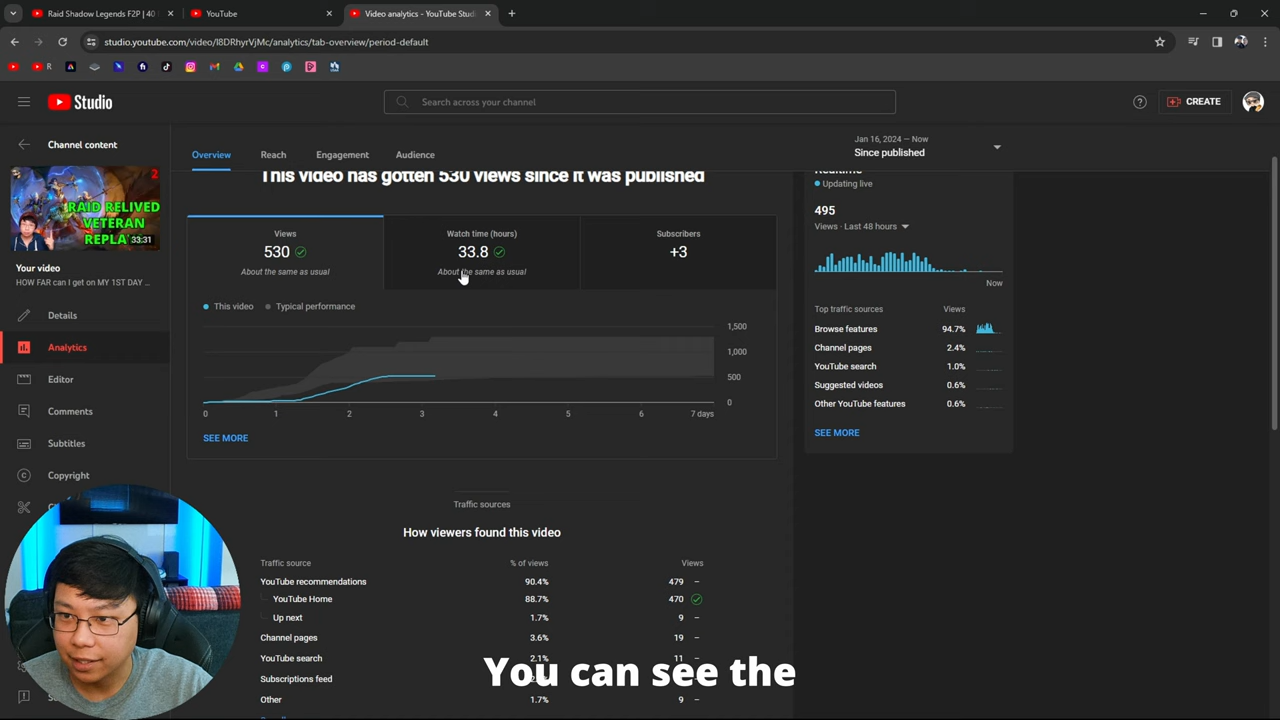 Raid Shadow Legends F2P | 40
YouTube
Video analytics - YouTube Studi
studio.youtube.com/video/l8DRhyrVjMc/analytics/tab-overview/period-default
R
Studio
Search across your channel
CREATE
Channel content
2
RAID RELIVED
VETERAN
REPLA
33:31
Your video
HOW FAR can I get on MY 1ST DAY ...
Details
Analytics
Editor
Comments
Subtitles
Copyright
Overview
Reach
Engagement
Audience
Jan 16, 2024 — Now
Since published
This video has gotten 530 views since it was published
Views
530
About the same as usual
Watch time (hours)
33.8
About the same as usual
Subscribers
+3
This video
Typical performance
1,500
1,000
500
0
0 1 2 3 4 5 6 7 days
SEE MORE
Traffic sources
How viewers found this video
Traffic source % of views Views
YouTube recommendations 90.4% 479 –
YouTube Home 88.7% 470
Up next 1.7% 9 –
Channel pages 3.6% 19 –
YouTube search 2.1% 11 –
Subscriptions feed
Other 1.7% 9 –
Realtime
Updating live
495
Views · Last 48 hours
Now
Top traffic sources Views
Browse features 94.7%
Channel pages 2.4%
YouTube search 1.0%
Suggested videos 0.6%
Other YouTube features 0.6%
SEE MORE
You can see the